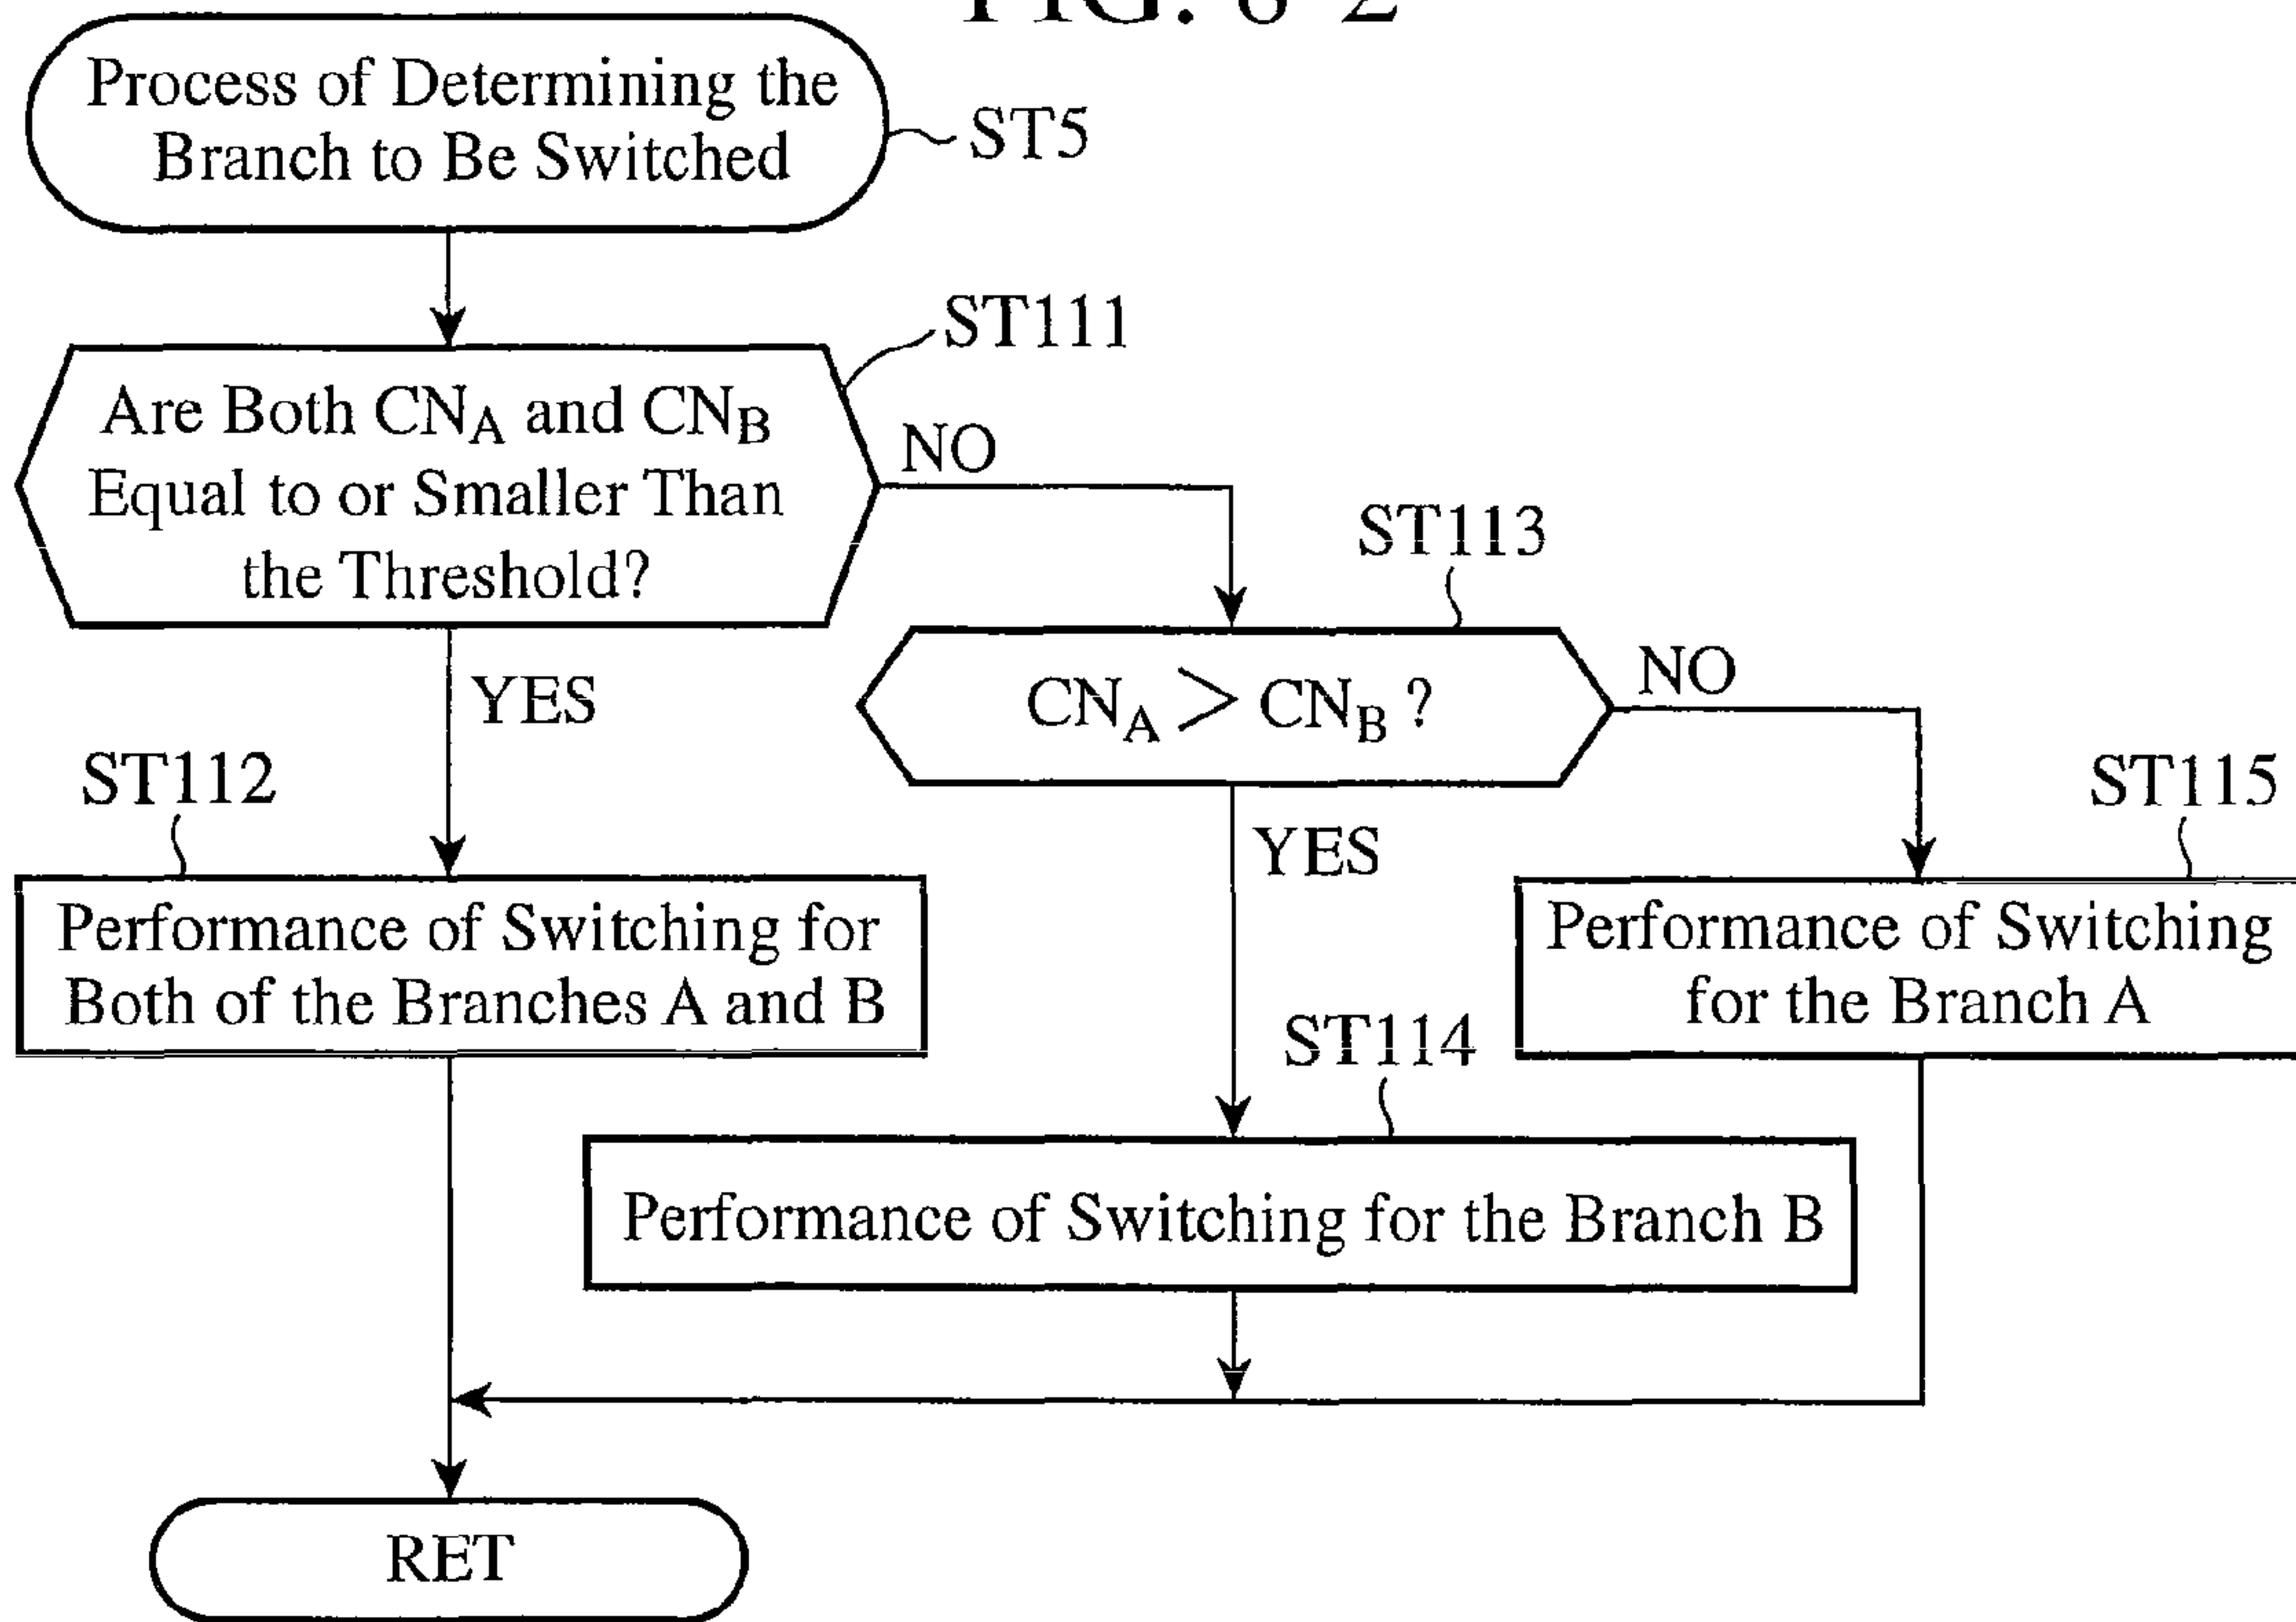 Process of Determining the
Branch to Be Switched
ST5
ST111
Are Both CNA and CNB
Equal to or Smaller Than
the Threshold?
NO
YES
ST113
CNA > CNB ?
NO
YES
ST112
Performance of Switching for
Both of the Branches A and B
ST115
Performance of Switching
for the Branch A
ST114
Performance of Switching for the Branch B
RET